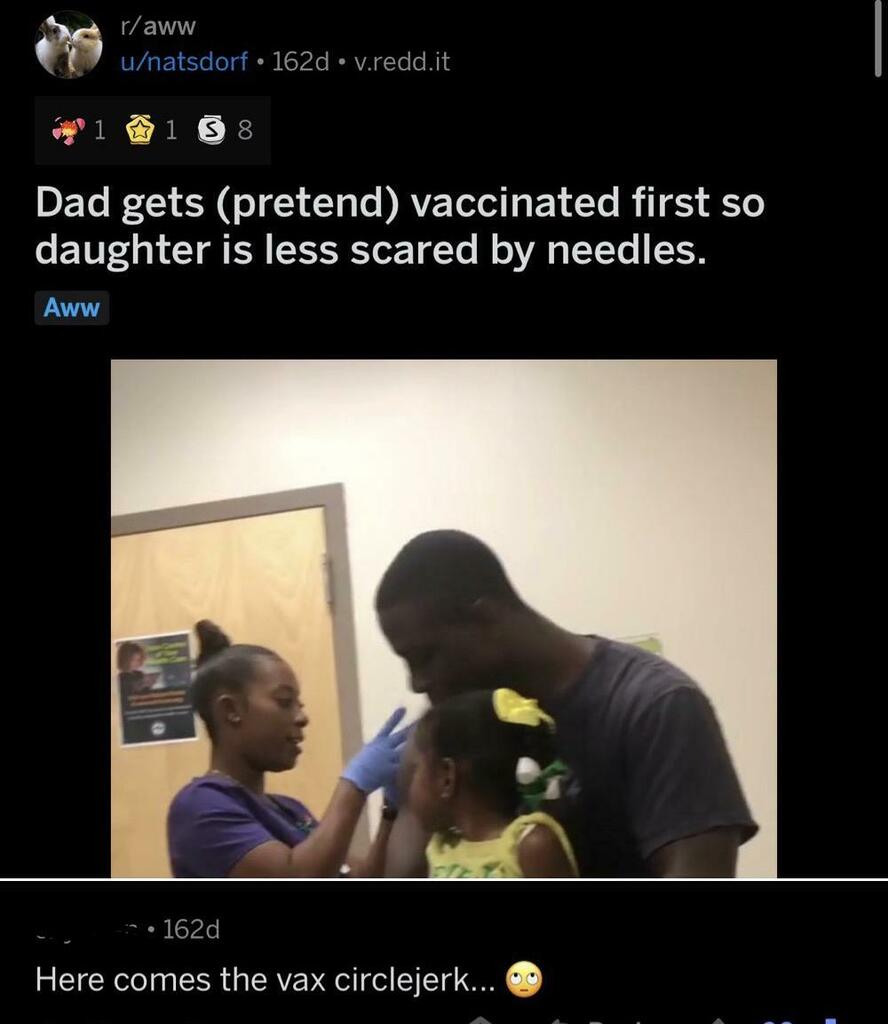 r/aww
u/natsdorf • 162d • v.redd.it
1 1 S 8
Dad gets (pretend) vaccinated first so
daughter is less scared by needles.
Aww
• 162d
Here comes the vax circlejerk... 🙄